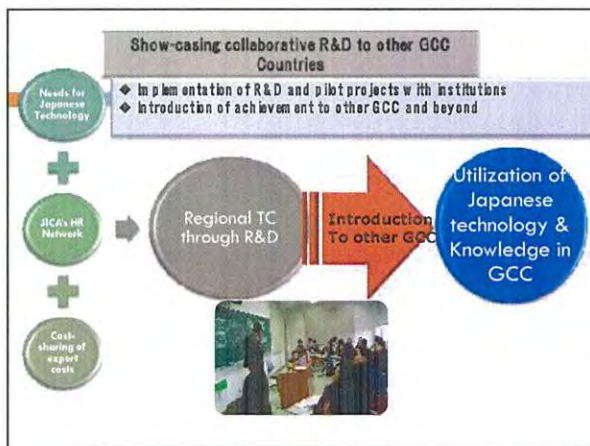 Show-casing collaborative R&D to other GCC
Countries
Needs for
Japanese
Technology
❖ Implementation of R&D and pilot projects with institutions
❖ Introduction of achievement to other GCC and beyond
JICA's HR
Network
Cost-
sharing of
expert
costs
Regional TC
through R&D
Introduction
To other GCC
Utilization of
Japanese
technology &
Knowledge in
GCC